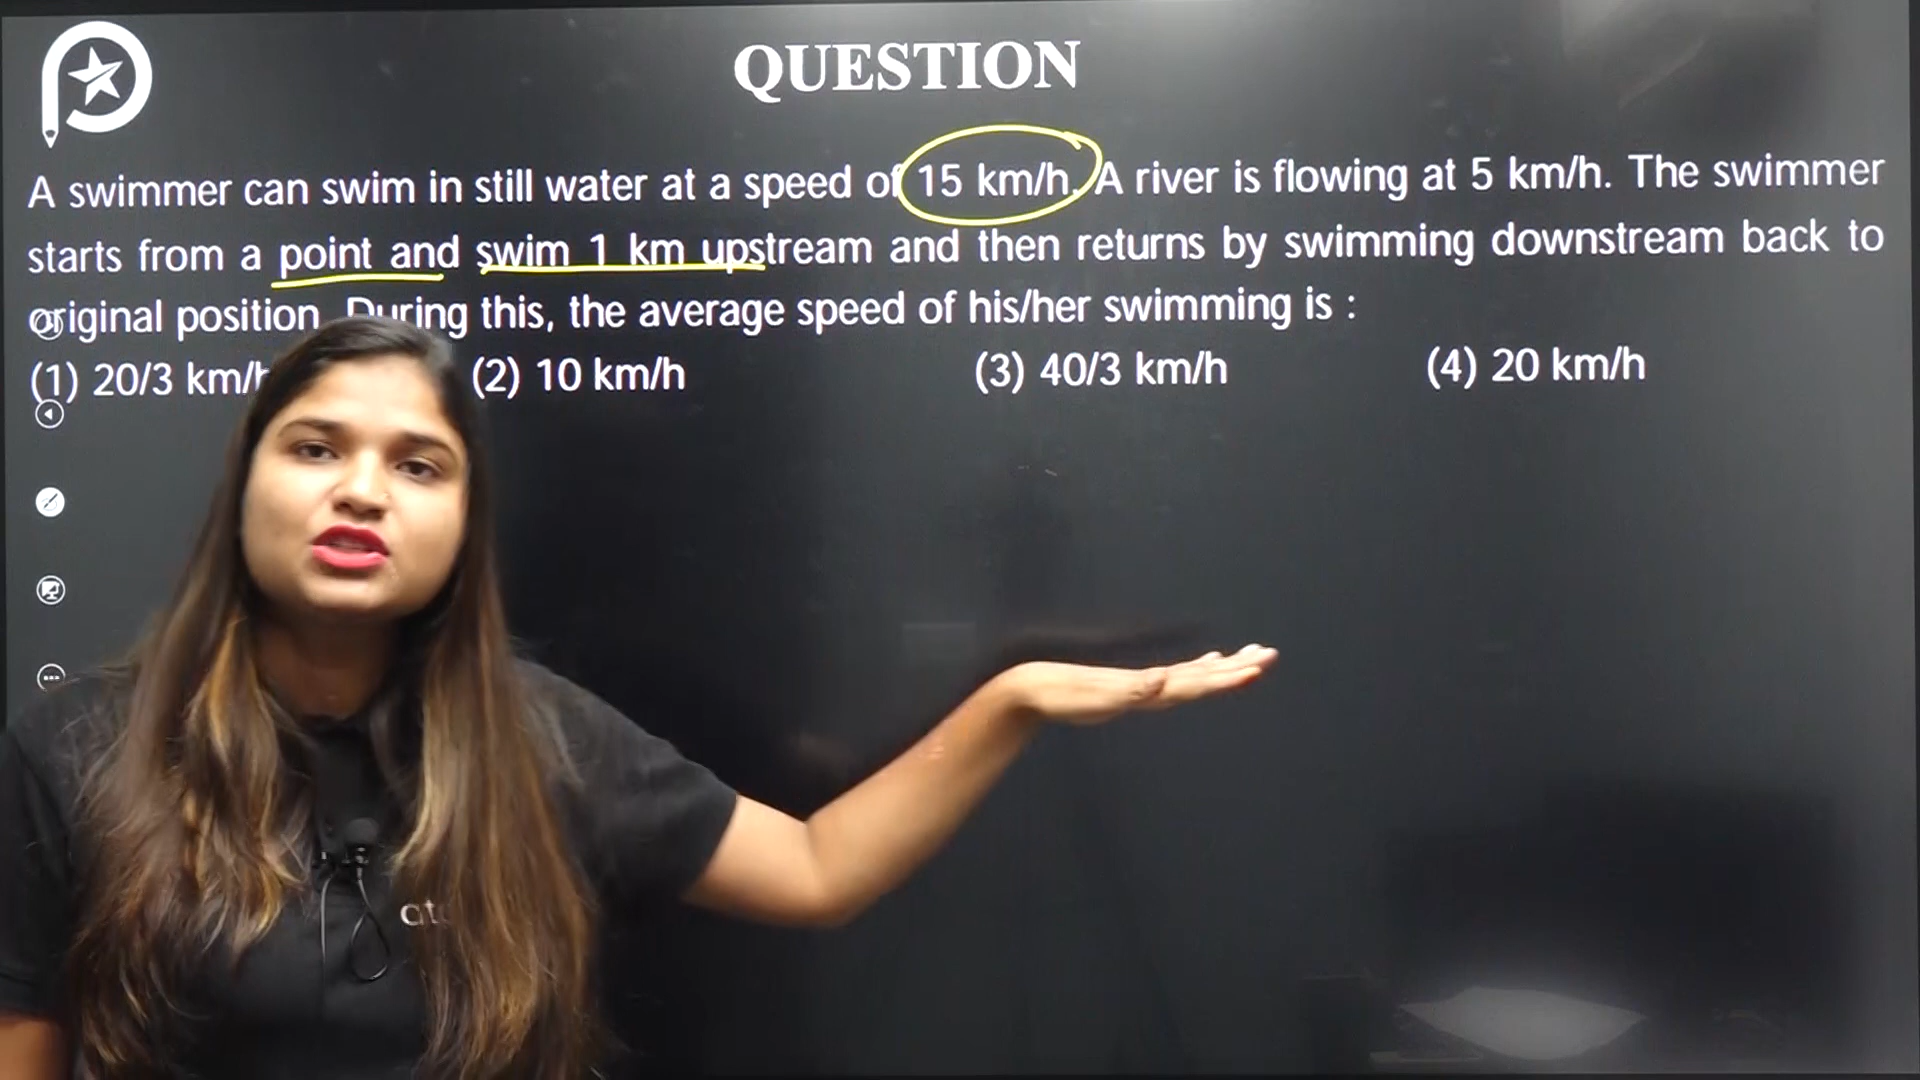 QUESTION
A swimmer can swim in still water at a speed of 15 km/h. A river is flowing at 5 km/h. The swimmer
starts from a point and swim 1 km upstream and then returns by swimming downstream back to
original position. During this, the average speed of his/her swimming is :
(1) 20/3 km/h (2) 10 km/h (3) 40/3 km/h (4) 20 km/h